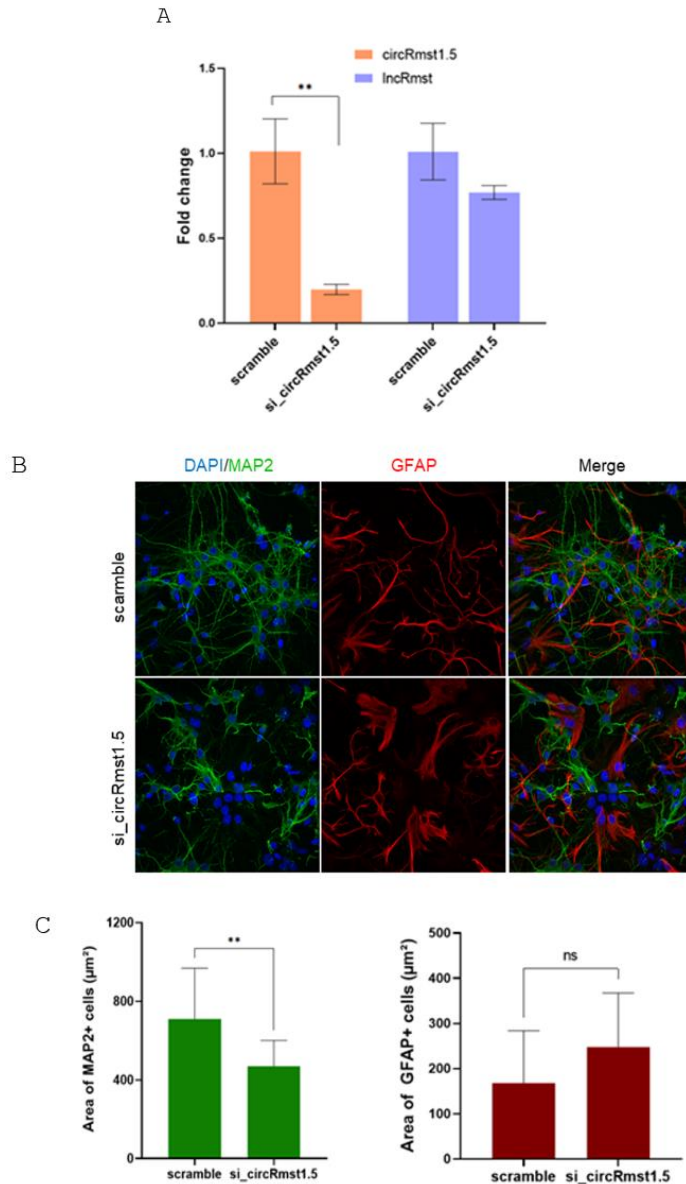 A
circRmst1.5
lncRmst
**
Fold change
1.5
1.0
0.5
0.0
scramble
si_circRmst1.5
scramble
si_circRmst1.5
B
DAPI/MAP2 GFAP Merge
scarmble
si_circRmst1.5
C
Area of MAP2+ cells (µm²)
1200
800
400
0
**
scramble si_circRmst1.5
Area of GFAP+ cells (µm²)
500
400
300
200
100
0
ns
scramble si_circRmst1.5